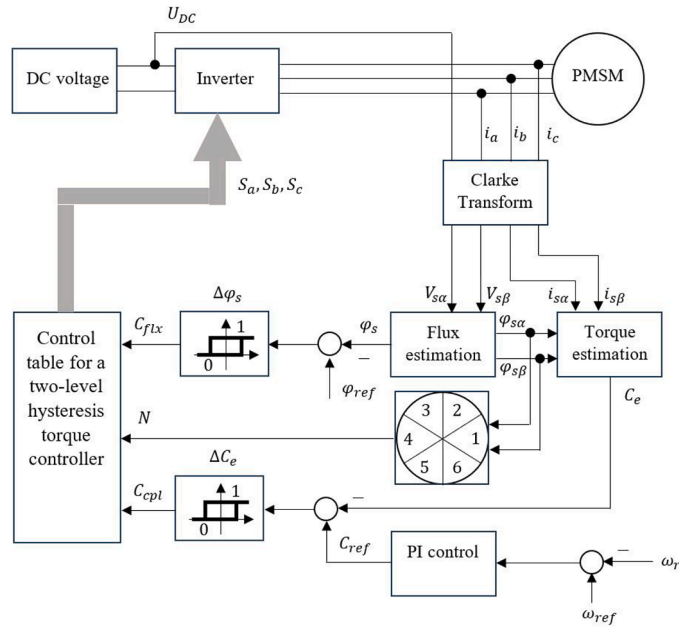 U_DC
DC voltage
Inverter
PMSM
i_a
i_b
i_c
S_a, S_b, S_c
Clarke
Transform
V_sα
V_sβ
i_sα
i_sβ
Δφ_s
C_flx
1
0
φ_s
−
φ_ref
Flux
estimation
φ_sα
φ_sβ
Torque
estimation
Control
table for a
two-level
hysteresis
torque
controller
N
3
2
4
1
5
6
C_e
ΔC_e
C_cpl
1
0
−
C_ref
PI control
−
ω_r
ω_ref